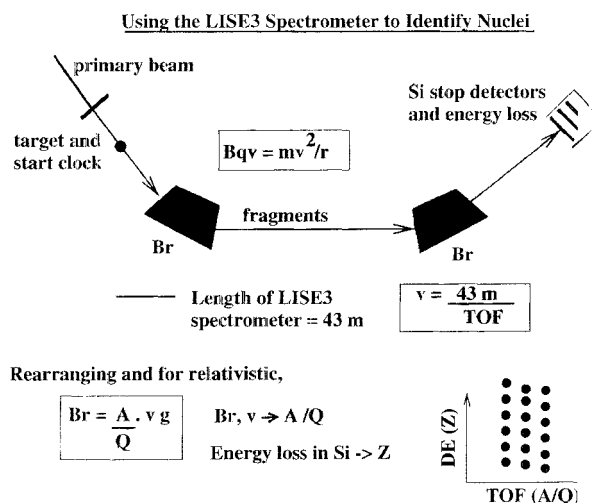 Using the LISE3 Spectrometer to Identify Nuclei
primary beam
Si stop detectors
and energy loss
target and
start clock
Bqv = mv²/r
fragments
Br
Br
Length of LISE3
spectrometer = 43 m
v = 43 m
TOF
Rearranging and for relativistic,
Br = A . v g
Q
Br, v → A /Q
Energy loss in Si -> Z
DE (Z)
TOF (A/Q)